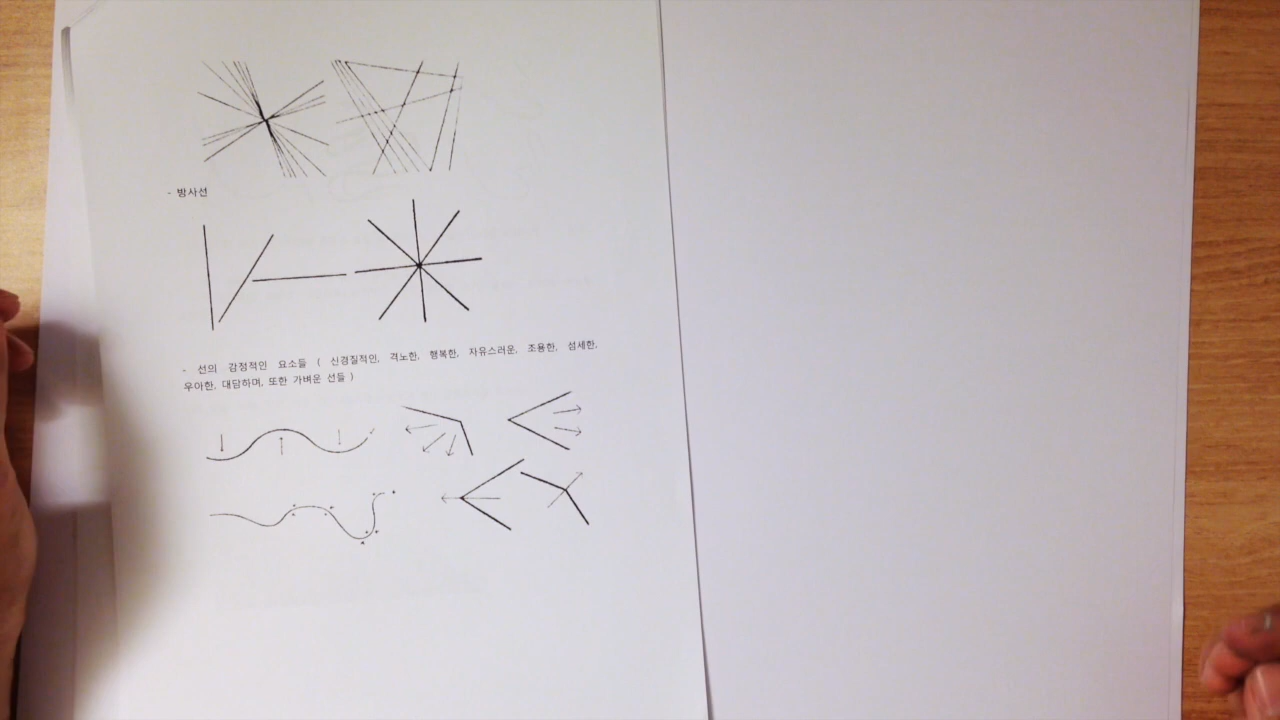 - 방사선
- 선의 감정적인 요소들 ( 신경질적인, 격노한, 행복한, 자유스러운, 조용한, 섬세한,
우아한, 대담하며, 또한 가벼운 선들 )